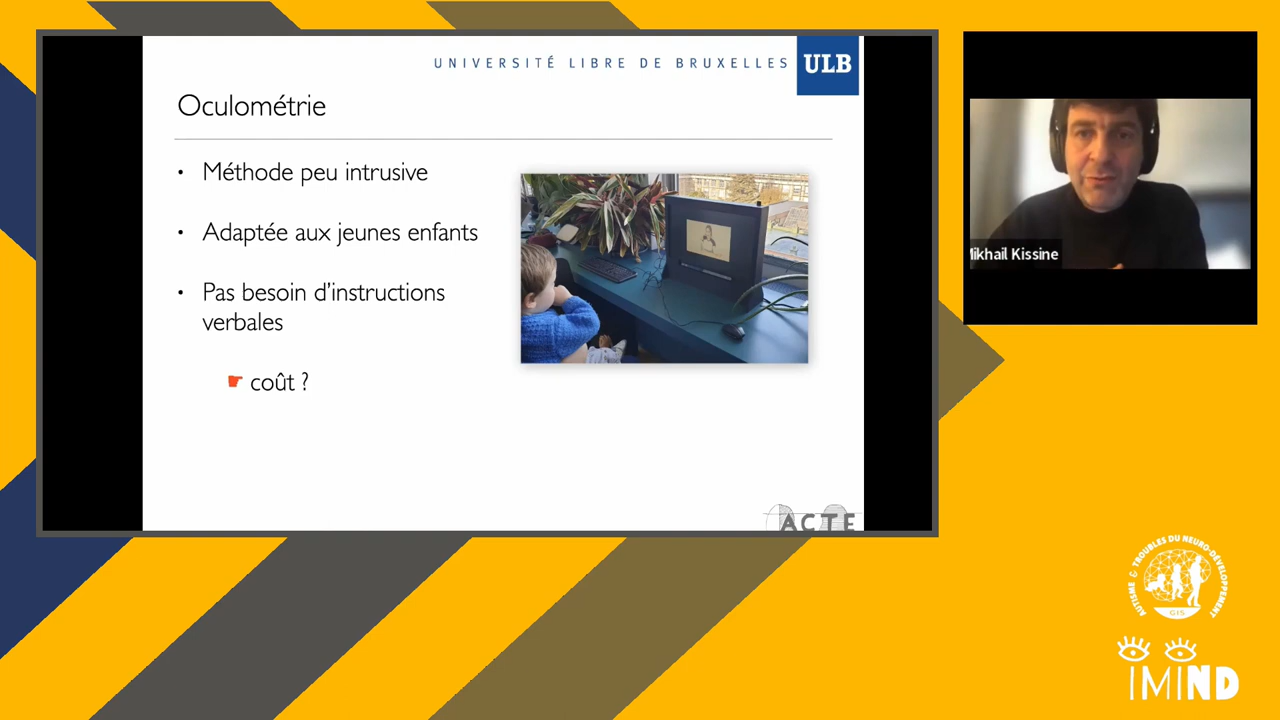 UNIVERSITÉ LIBRE DE BRUXELLES
ULB
Oculométrie
• Méthode peu intrusive
• Adaptée aux jeunes enfants
• Pas besoin d'instructions
verbales
☛ coût ?
ACTE
Mikhail Kissine
AUTISME & TROUBLES DU NEURO-DÉVELOPPEMENT
GIS
iMIND